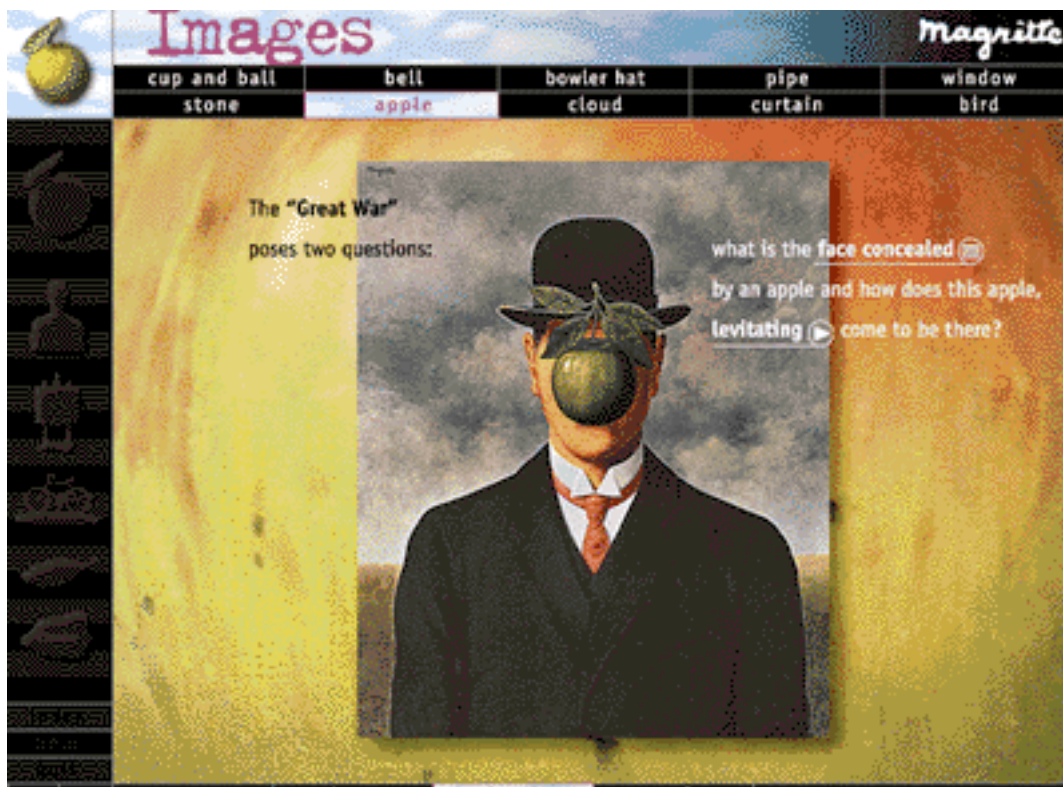 Images
Magritte
cup and ball
bell
bowler hat
pipe
window
stone
apple
cloud
curtain
bird
The "Great War"
poses two questions:
what is the face concealed
by an apple and how does this apple,
levitating come to be there?